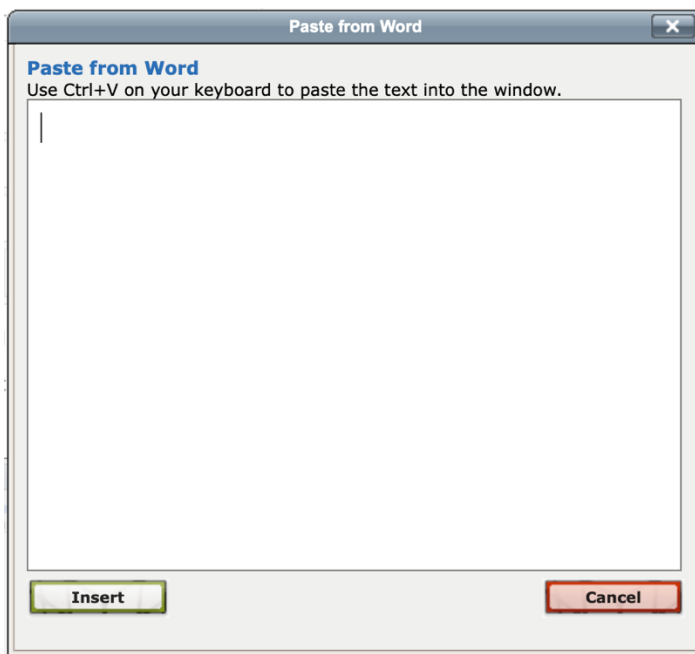 Paste from Word
Paste from Word
Use Ctrl+V on your keyboard to paste the text into the window.
Insert
Cancel